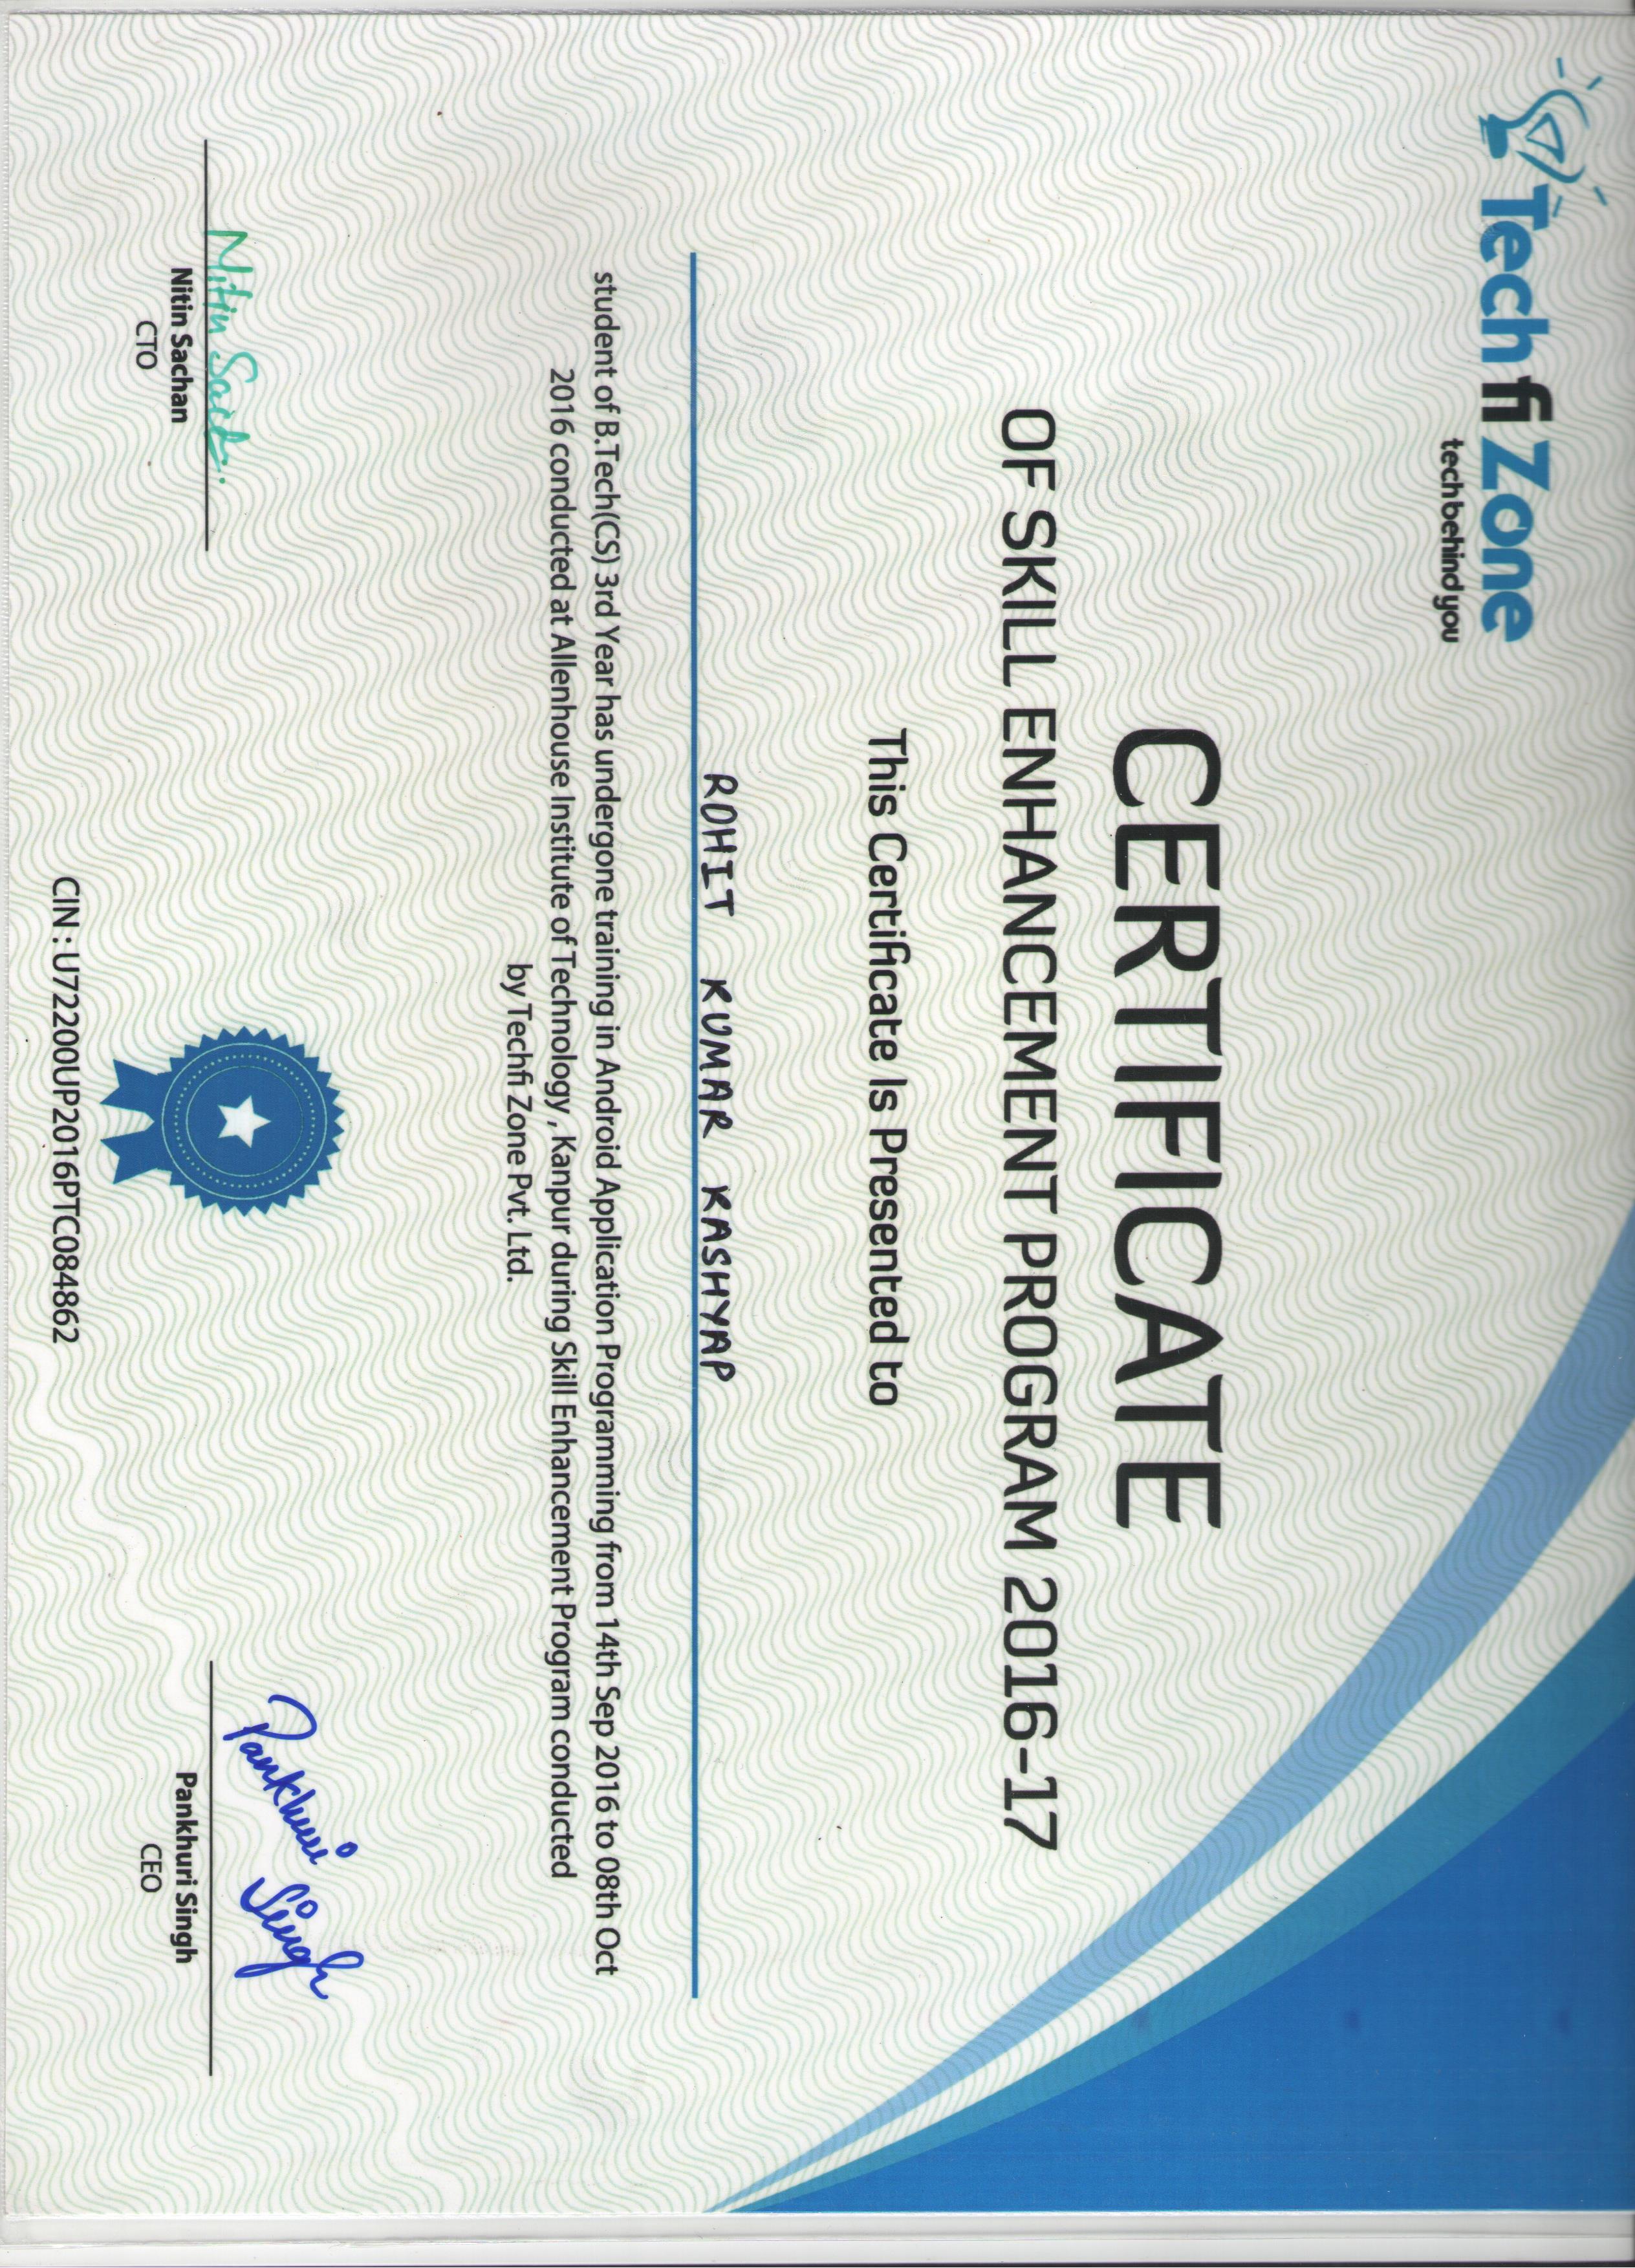 Tech fi Zone
tech behind you
CERTIFICATE
OF SKILL ENHANCEMENT PROGRAM 2016-17
This Certificate Is Presented to
ROHIT KUMAR KASHYAP
student of B.Tech(CS) 3rd Year has undergone training in Android Application Programming from 14th Sep 2016 to 08th Oct
2016 conducted at Allenhouse Institute of Technology , Kanpur during Skill Enhancement Program conducted
by Techfi Zone Pvt. Ltd.
Nitin
Nitin Sachan
CTO
Pankhuri Singh
Pankhuri Singh
CEO
CIN : U72200UP2016PTC084862